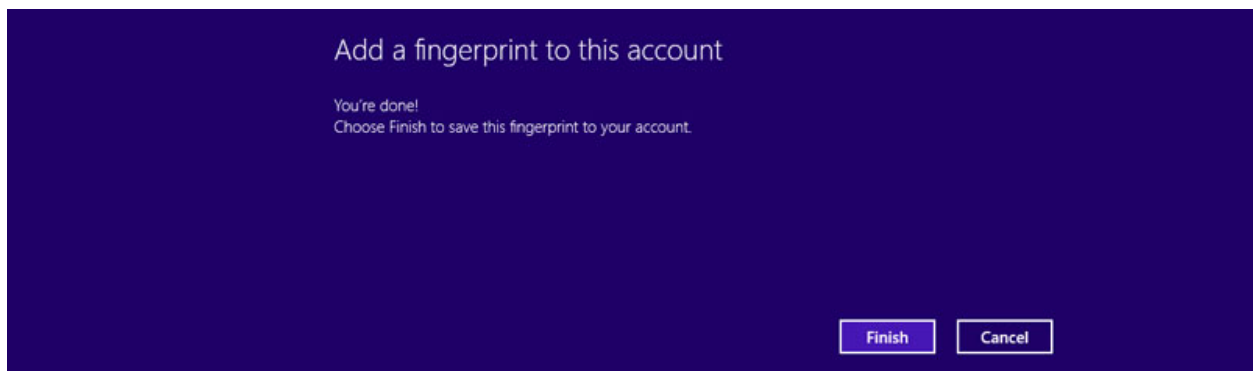 Add a fingerprint to this account
You're done!
Choose Finish to save this fingerprint to your account.
Finish
Cancel